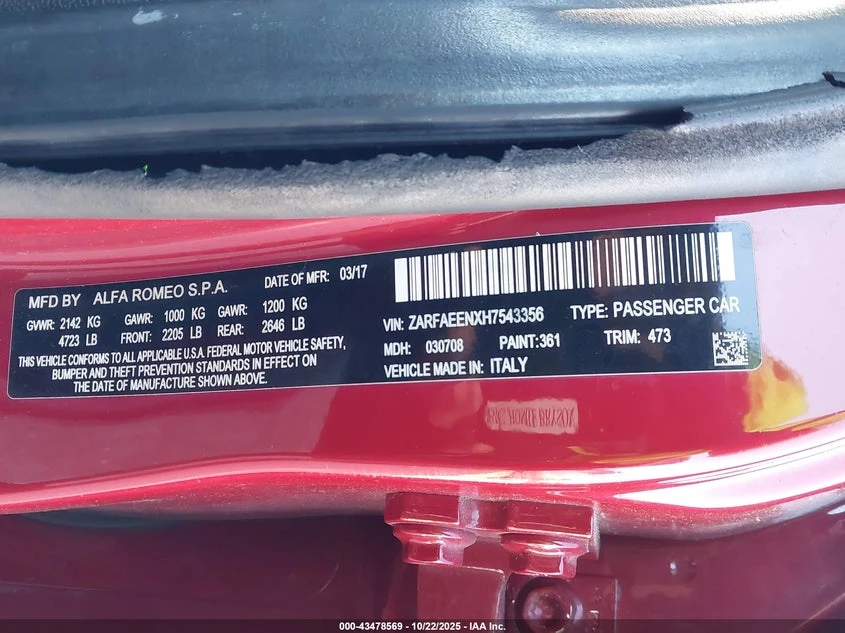 MFD BY ALFA ROMEO S.P.A. DATE OF MFR: 03/17
GVWR: 2142 KG GAWR: 1000 KG GAWR: 1200 KG
4723 LB FRONT: 2205 LB REAR: 2646 LB
THIS VEHICLE CONFORMS TO ALL APPLICABLE U.S.A. FEDERAL MOTOR VEHICLE SAFETY,
BUMPER AND THEFT PREVENTION STANDARDS IN EFFECT ON
THE DATE OF MANUFACTURE SHOWN ABOVE.
VIN: ZARFAEENXH7543356 TYPE: PASSENGER CAR
MDH: 030708 PAINT:361 TRIM: 473
VEHICLE MADE IN: ITALY
000-43478569 - 10/22/2025 - IAA Inc.